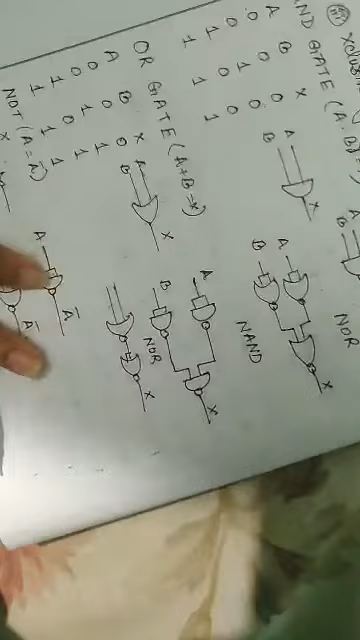 AND GATE (A.B
A B X
0 0 0
0 1 0
1 0 0
1 1 1
A
B
X
A
B
X
NAND
NOR
OR GATE (A+B=X)
A B X
0 0 0
0 1 1
1 0 1
1 1 1
A
B
X
A
B
X
NOR
X
NOT (A=Ā)
X
A
Ā
Ā